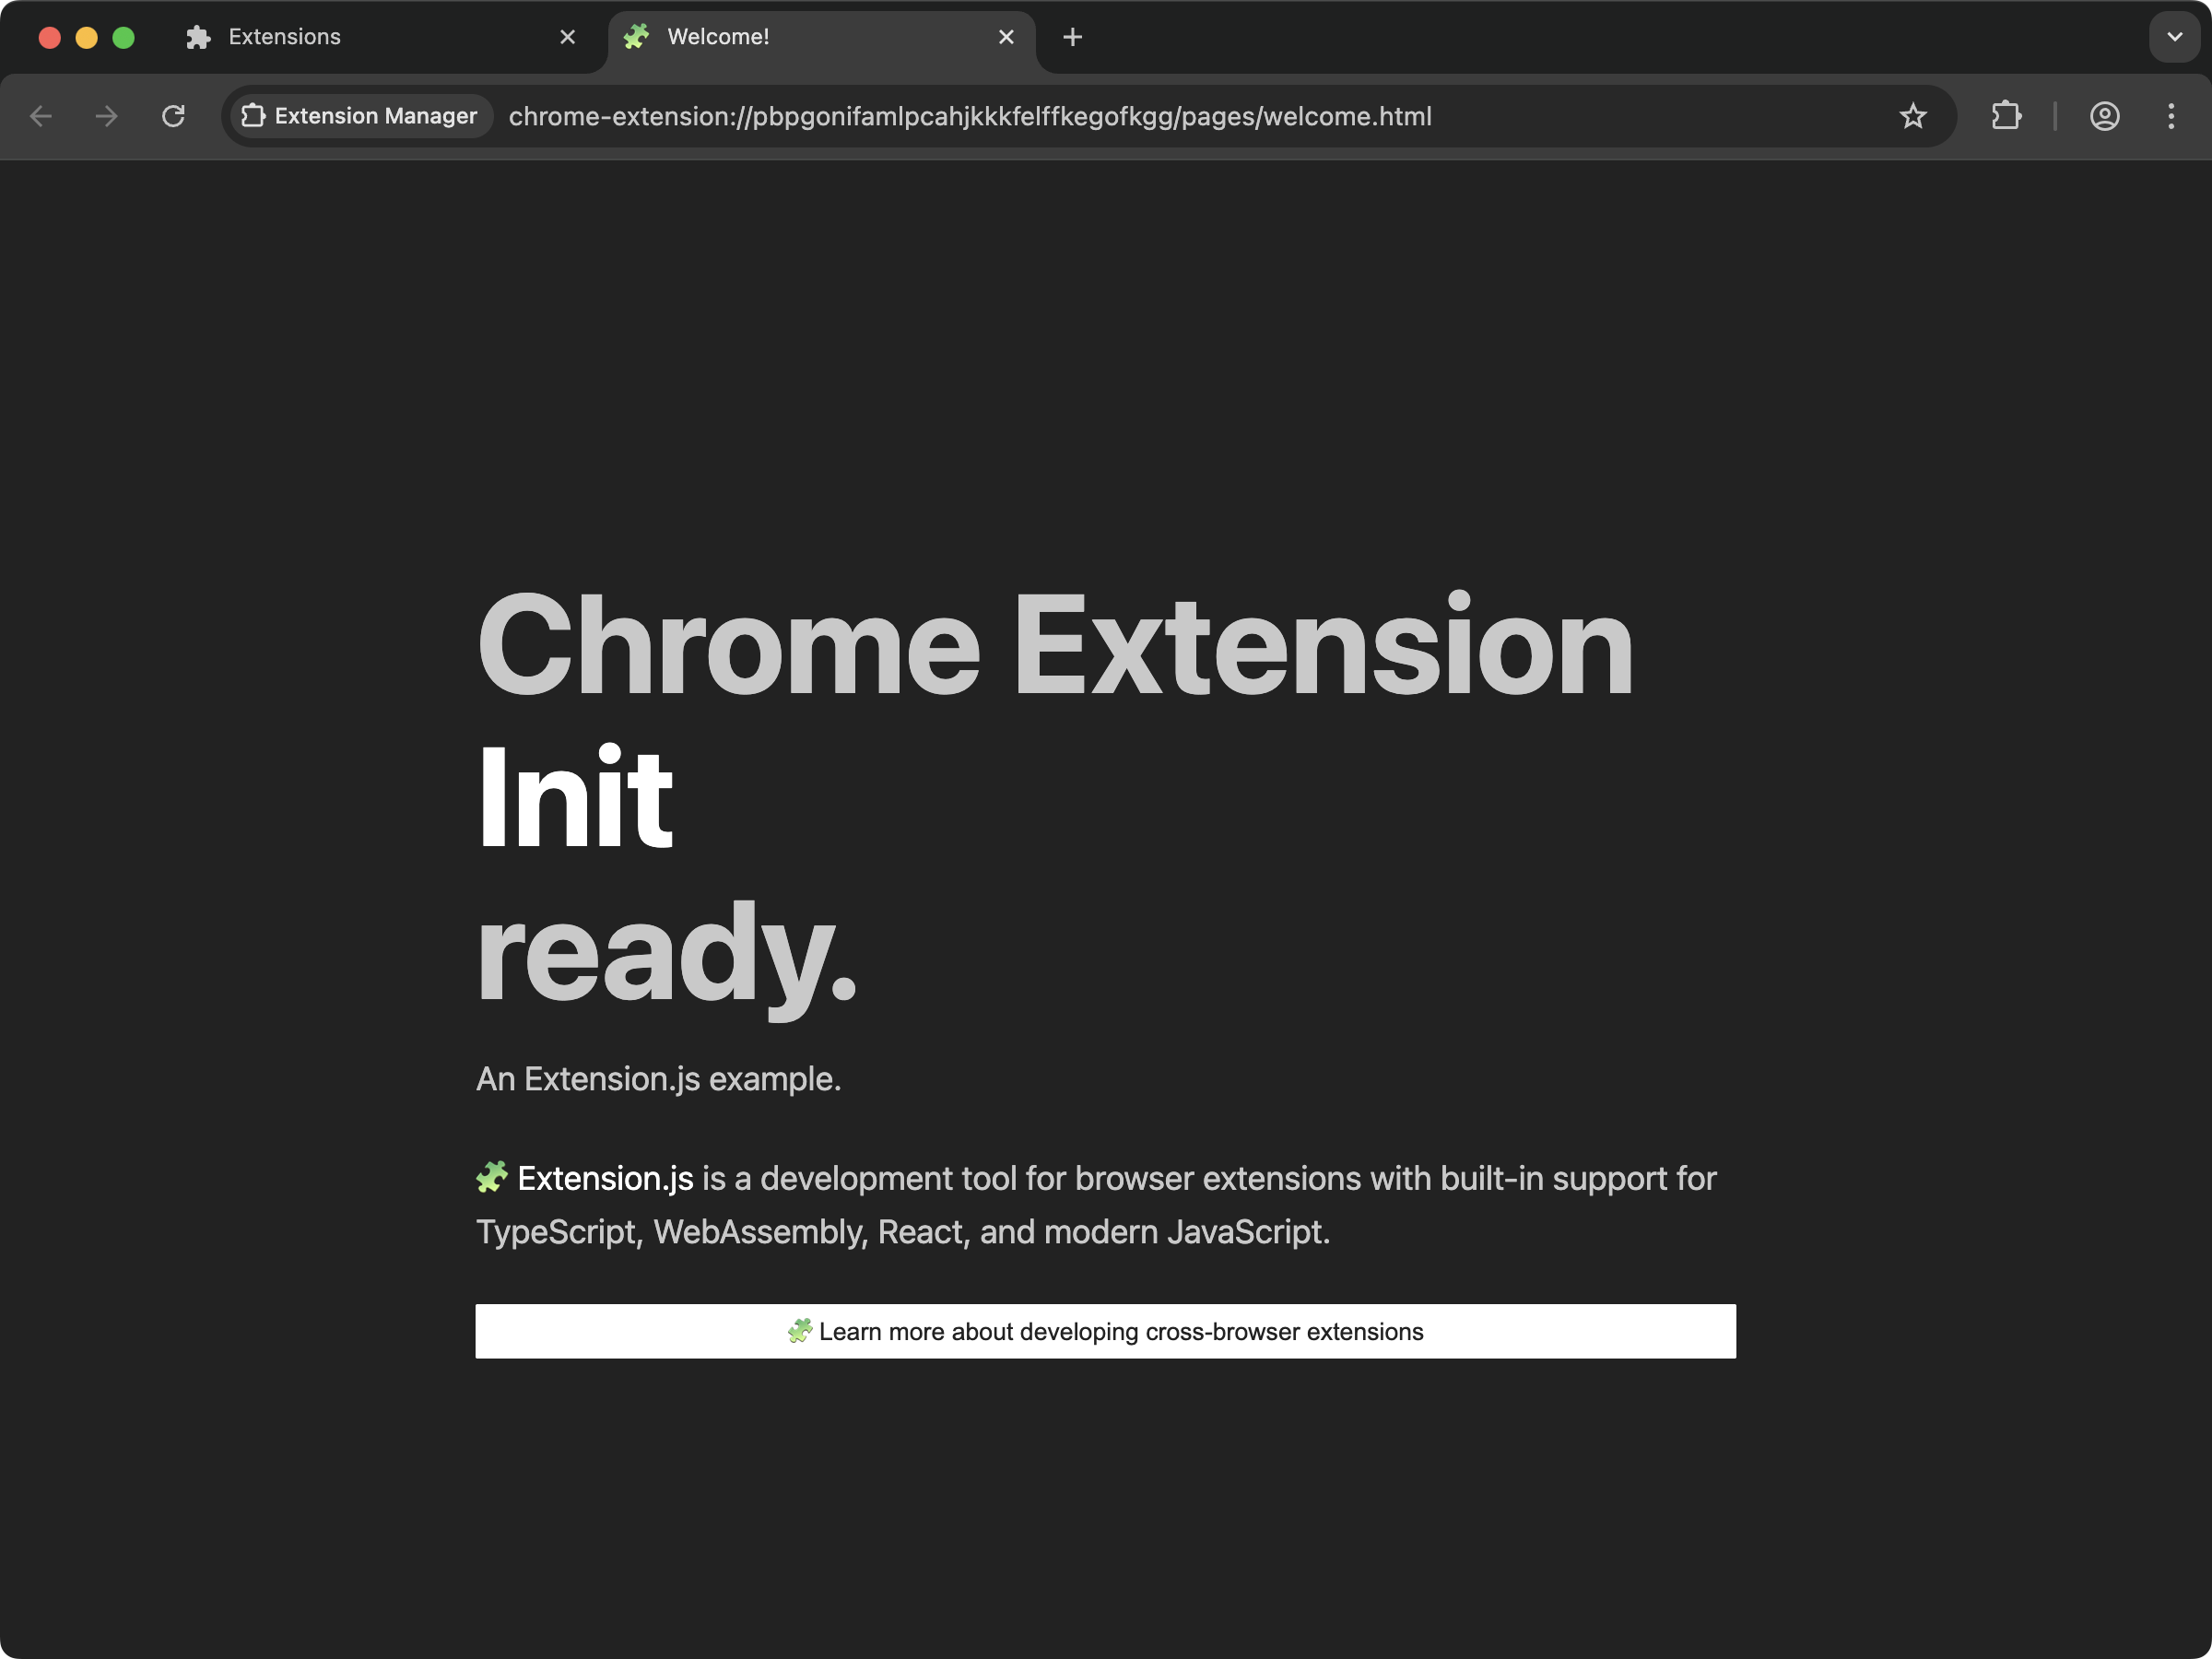 Extensions
Welcome!
Extension Manager
chrome-extension://pbpgonifamlpcahjkkkfelffkegofkgg/pages/welcome.html
Chrome Extension
Init
ready.
An Extension.js example.
Extension.js is a development tool for browser extensions with built-in support for
TypeScript, WebAssembly, React, and modern JavaScript.
Learn more about developing cross-browser extensions